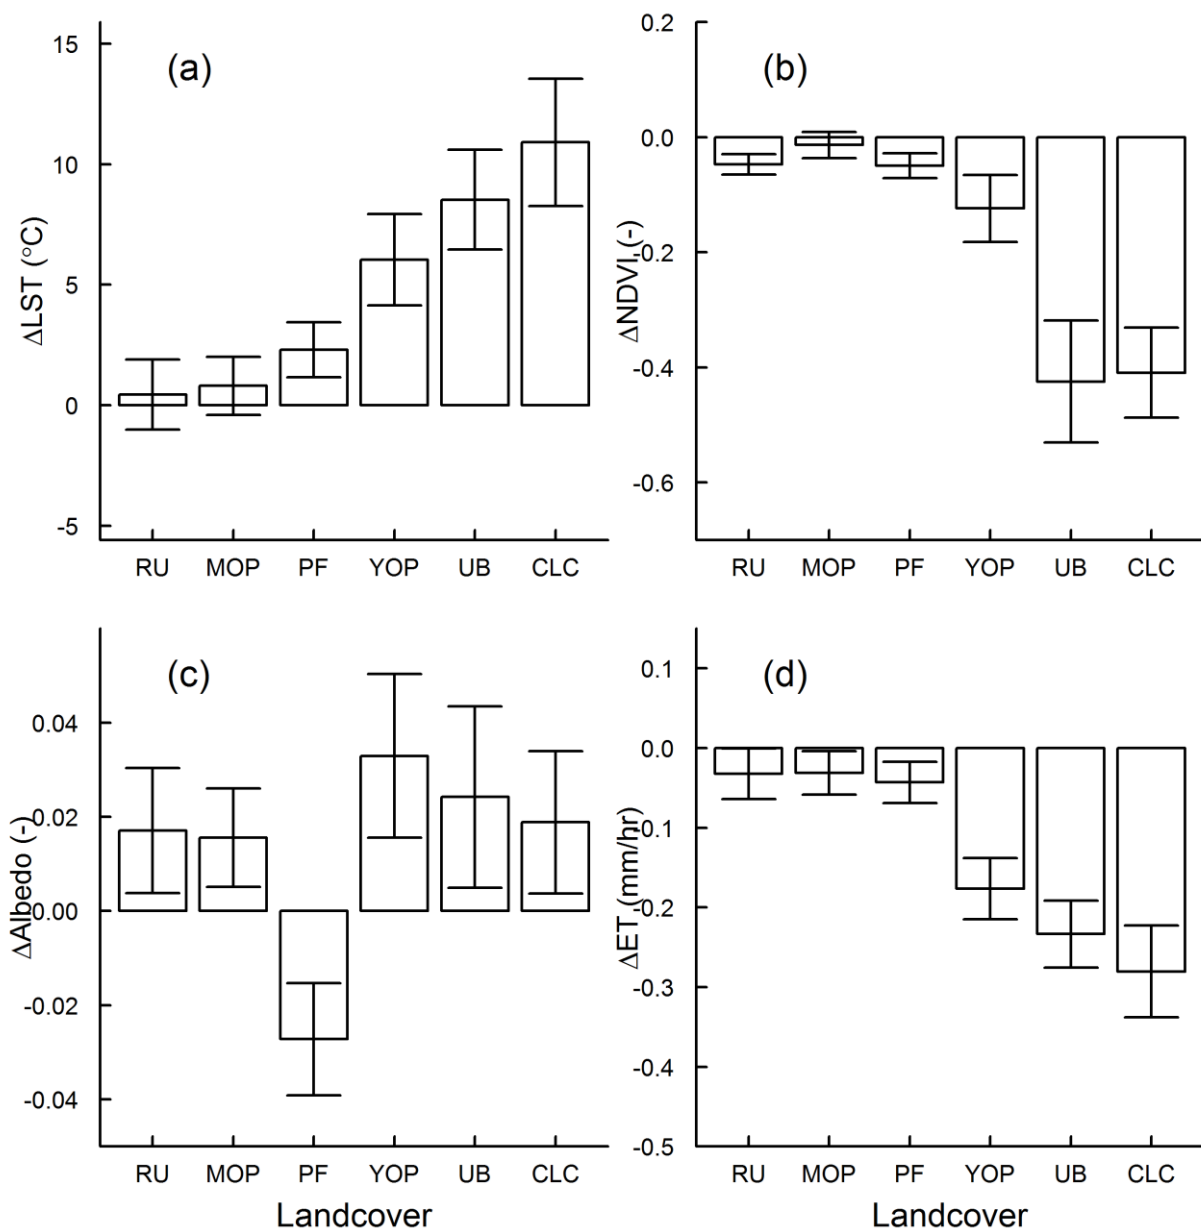 (a)
ΔLST (°C)
15
10
5
0
-5
RU MOP PF YOP UB CLC
(b)
ΔNDVI (-)
0.2
0.0
-0.2
-0.4
-0.6
RU MOP PF YOP UB CLC
(c)
ΔAlbedo (-)
0.04
0.02
0.00
-0.02
-0.04
RU MOP PF YOP UB CLC
Landcover
(d)
ΔET (mm/hr)
0.1
0.0
-0.1
-0.2
-0.3
-0.4
-0.5
RU MOP PF YOP UB CLC
Landcover